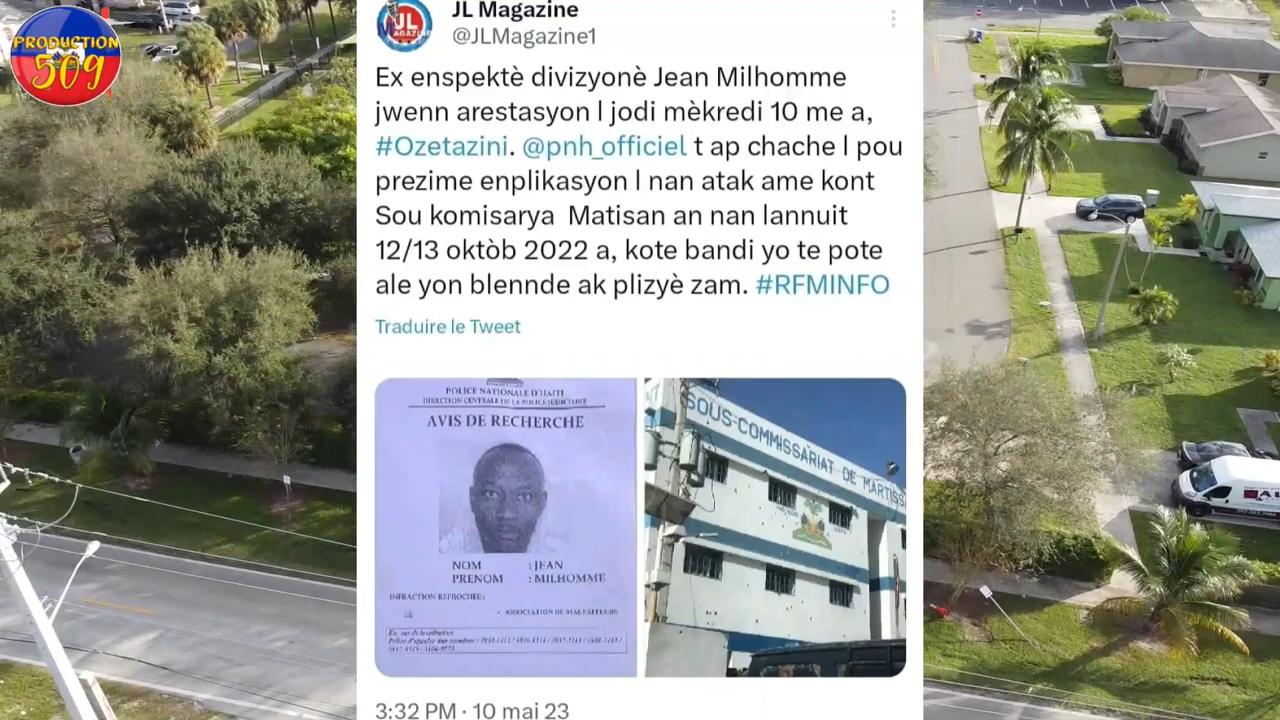 PRODUCTION
509
JL Magazine
@JLMagazine1
Ex enspektè divizyonè Jean Milhomme
jwenn arestasyon l jodi mèkredi 10 me a,
#Ozetazini. @pnh_officiel t ap chache l pou
prezime enplikasyon l nan atak ame kont
Sou komisarya Matisan an nan lannuit
12/13 oktòb 2022 a, kote bandi yo te pote
ale yon blennde ak plizyè zam. #RFMINFO
Traduire le Tweet
POLICE NATIONALE D'HAITI
DIRECTION CENTRALE DE LA POLICE JUDICIAIRE
AVIS DE RECHERCHE
NOM : JEAN
PRENOM : MILHOMME
INFRACTION REPROCHEE :
- ASSOCIATION DE MALFAITEURS
SOUS-COMMISSARIAT DE MARTISS
3:32 PM · 10 mai 23